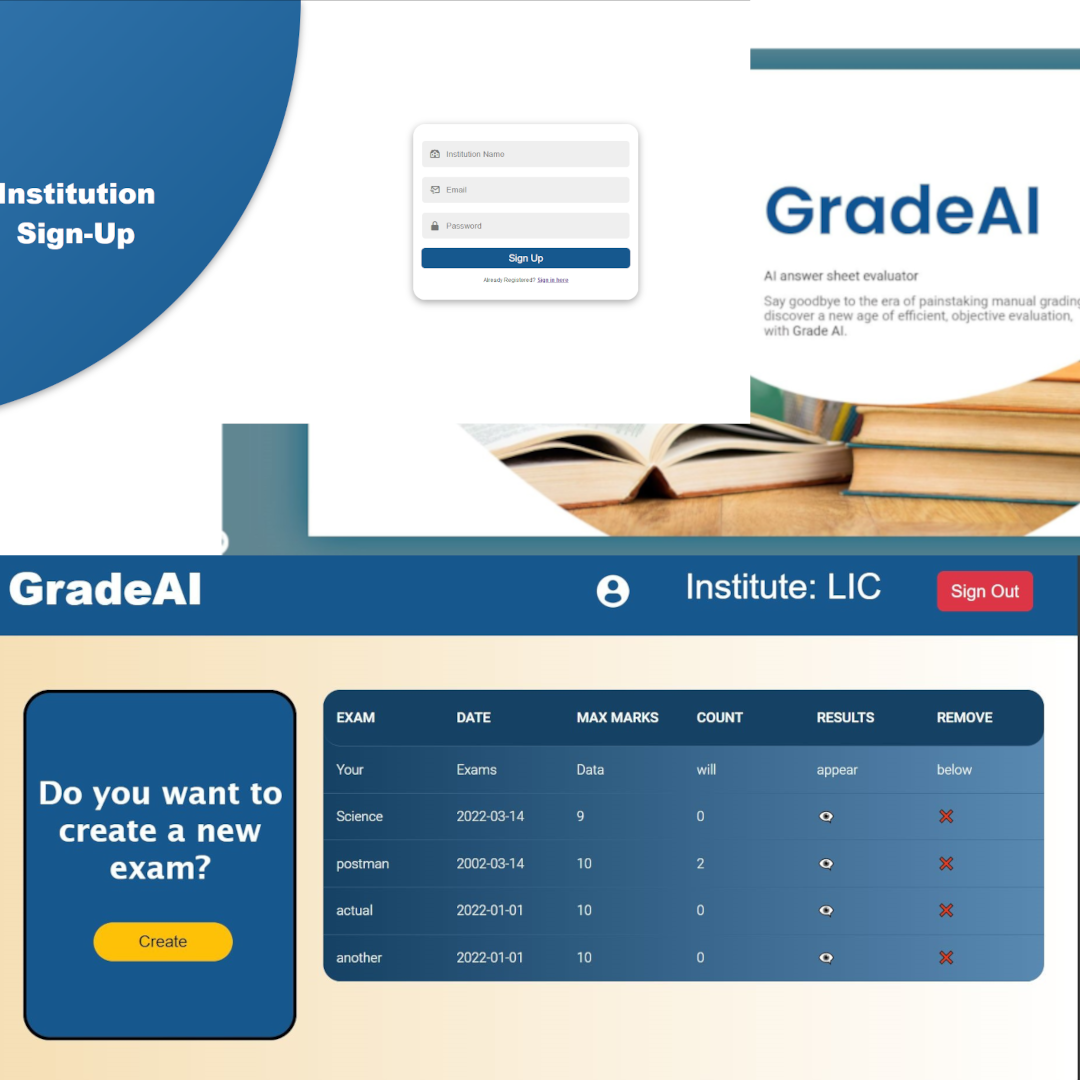 Institution
Sign-Up
Institution Name
Email
Password
Sign Up
Already Registered? Sign in here
GradeAI
AI answer sheet evaluator
Say goodbye to the era of painstaking manual grading
discover a new age of efficient, objective evaluation,
with Grade AI.
GradeAI
Institute: LIC
Sign Out
Do you want to
create a new
exam?
Create
EXAM DATE MAX MARKS COUNT RESULTS REMOVE
Your Exams Data will appear below
Science 2022-03-14 9 0
postman 2002-03-14 10 2
actual 2022-01-01 10 0
another 2022-01-01 10 0